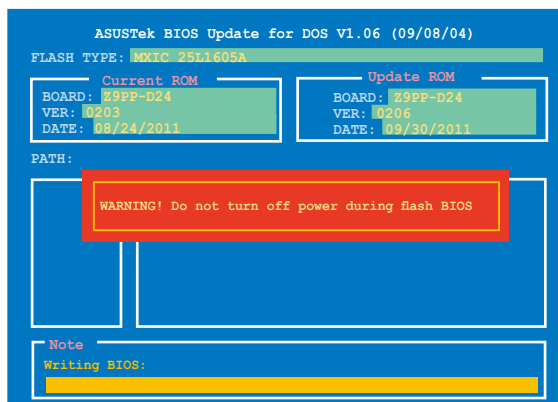 ASUSTek BIOS Update for DOS V1.06 (09/08/04)
FLASH TYPE: MXIC 25L1605A
Current ROM
BOARD: Z9PP-D24
VER: 0203
DATE: 08/24/2011
Update ROM
BOARD: Z9PP-D24
VER: 0206
DATE: 09/30/2011
PATH:
WARNING! Do not turn off power during flash BIOS
Note
Writing BIOS: